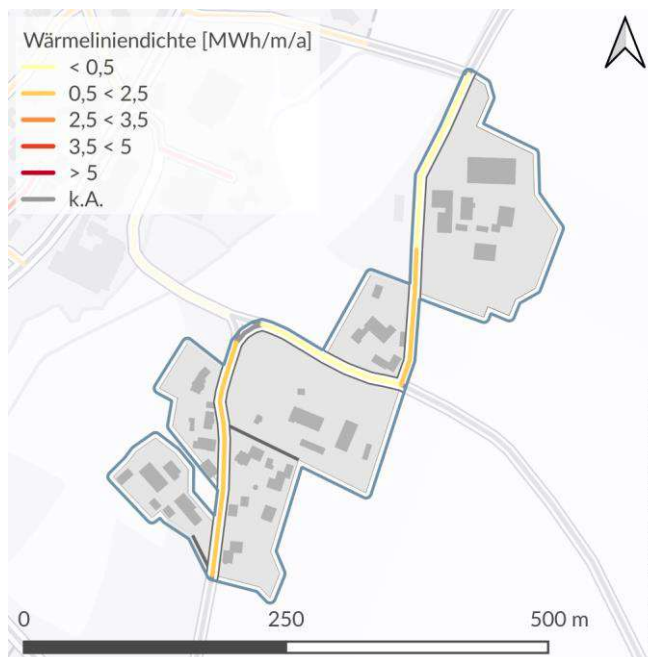 Wärmeliniendichte [MWh/m/a]
< 0,5
0,5 < 2,5
2,5 < 3,5
3,5 < 5
> 5
k.A.
0 250 500 m